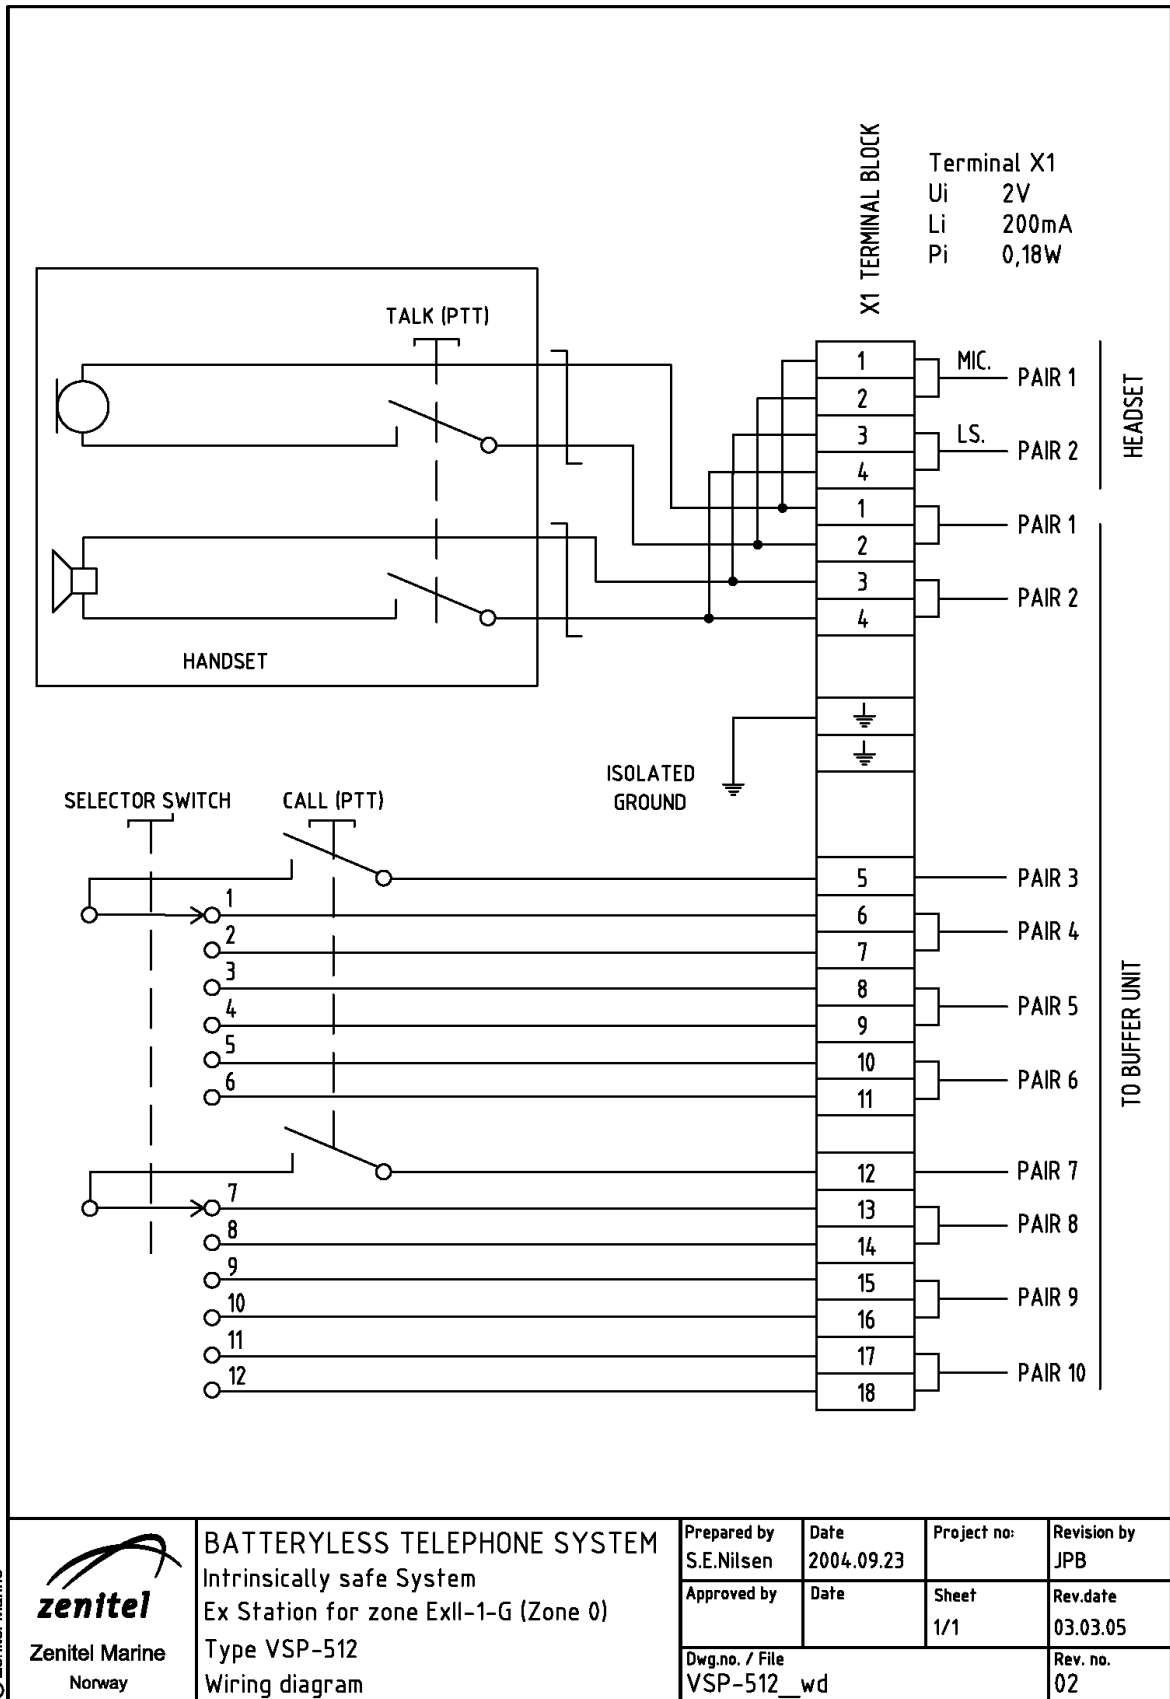 X1 TERMINAL BLOCK
Terminal X1
Ui 2V
Li 200mA
Pi 0,18W
TALK (PTT)
HANDSET
1 MIC. PAIR 1
2
3 LS. PAIR 2
4
HEADSET
1 PAIR 1
2
3 PAIR 2
4
ISOLATED
GROUND
SELECTOR SWITCH
CALL (PTT)
5 PAIR 3
1 6 PAIR 4
2 7
3 8 PAIR 5
4 9
5 10 PAIR 6
6 11
12 PAIR 7
7 13 PAIR 8
8 14
9 15 PAIR 9
10 16
11 17 PAIR 10
12 18
TO BUFFER UNIT
zenitel
Zenitel Marine
Norway
BATTERYLESS TELEPHONE SYSTEM
Intrinsically safe System
Ex Station for zone ExII-1-G (Zone 0)
Type VSP-512
Wiring diagram
Prepared by
S.E.Nilsen
Date
2004.09.23
Project no:
Revision by
JPB
Approved by
Date
Sheet
1/1
Rev.date
03.03.05
Dwg.no. / File
VSP-512_wd
Rev. no.
02